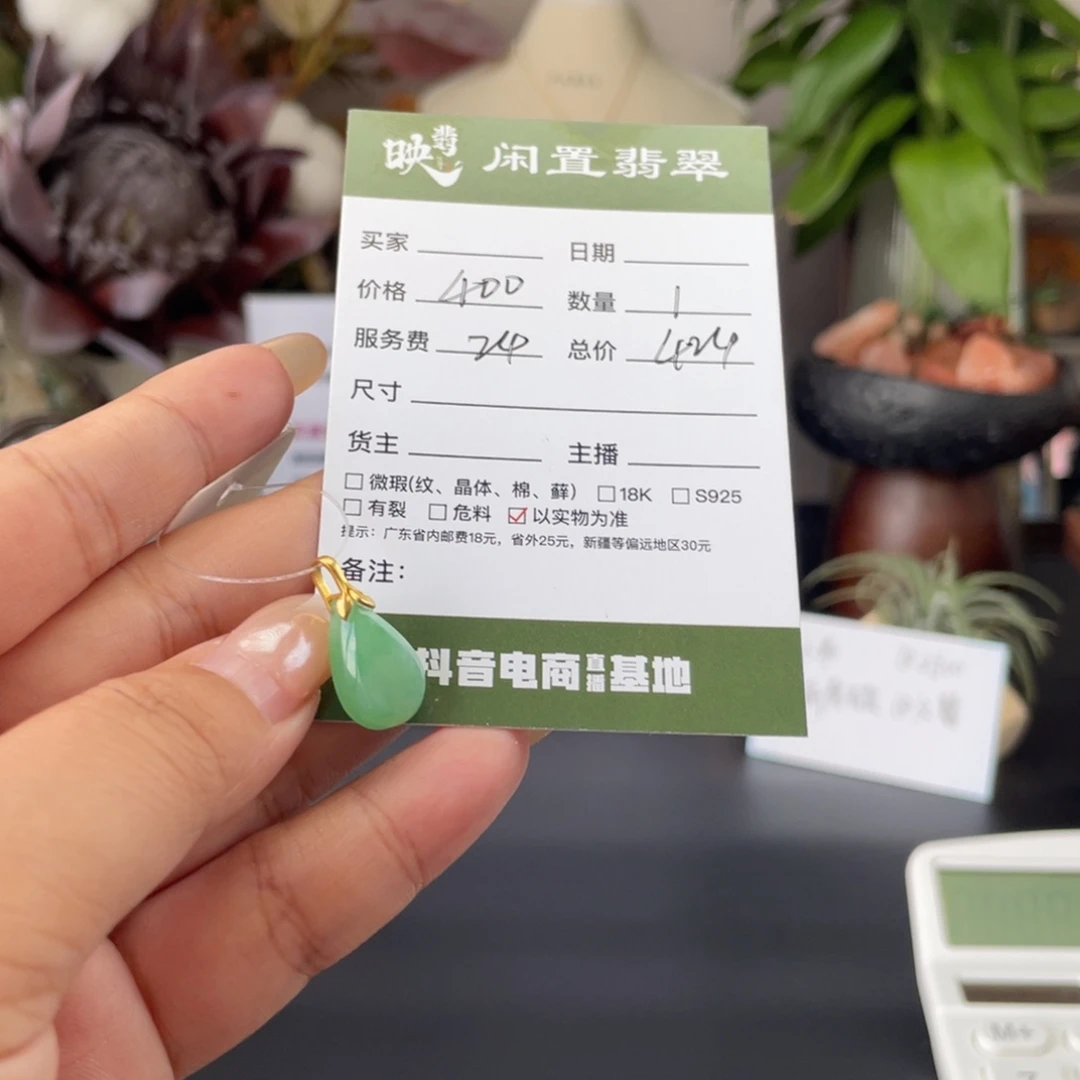 映翡 闲置翡翠
买家 日期
价格 400 数量 1
服务费 24 总价 424
尺寸
货主 主播
微瑕(纹、晶体、棉、藓) 18K S925
有裂 危料 以实物为准
提示：广东省内邮费18元，省外25元，新疆等偏远地区30元
备注：
抖音电商直播基地
M+